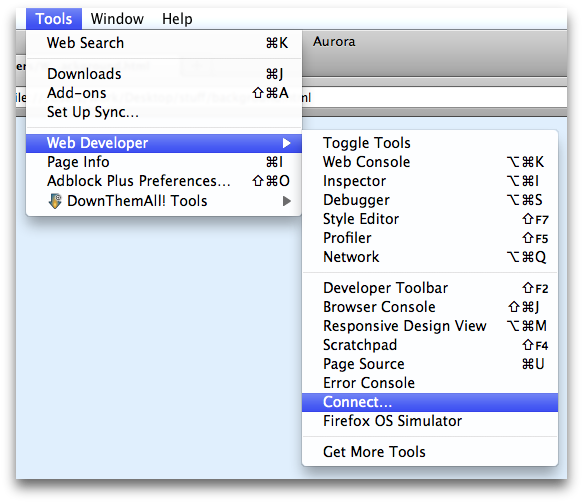 Tools Window Help
Aurora
Web Search ⌘K
Downloads ⌘J
Add-ons ⇧⌘A
Set Up Sync...
Web Developer ▶
Page Info ⌘I
Adblock Plus Preferences... ⇧⌘O
DownThemAll! Tools ▶
Toggle Tools
Web Console ⌥⌘K
Inspector ⌥⌘I
Debugger ⌥⌘S
Style Editor ⇧F7
Profiler ⇧F5
Network ⌥⌘Q
Developer Toolbar ⇧F2
Browser Console ⇧⌘J
Responsive Design View ⌥⌘M
Scratchpad ⇧F4
Page Source ⌘U
Error Console
Connect...
Firefox OS Simulator
Get More Tools